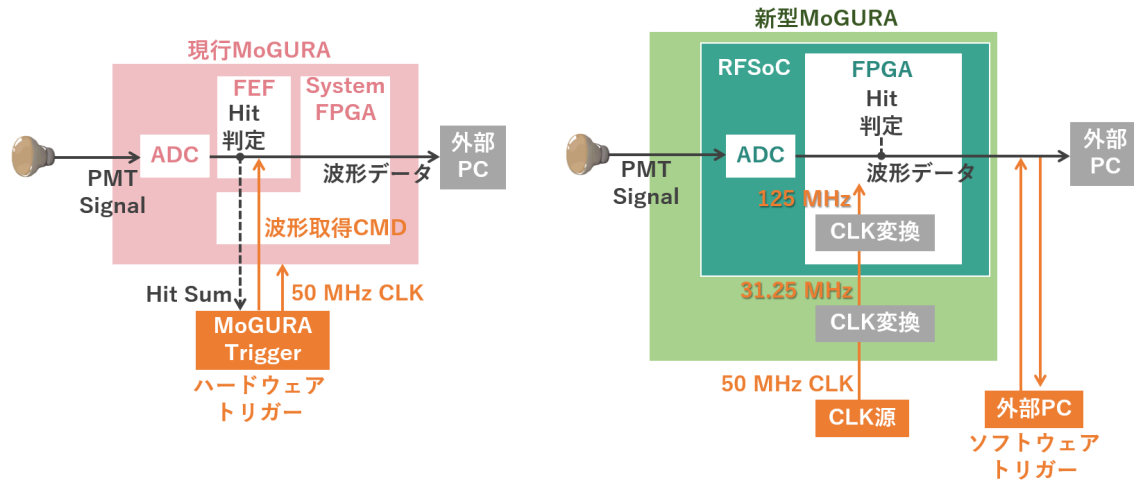 現行MoGURA
FEF
System
FPGA
Hit
判定
ADC
PMT
Signal
波形データ
外部
PC
波形取得CMD
Hit Sum
50 MHz CLK
MoGURA
Trigger
ハードウェア
トリガー
新型MoGURA
RFSoC
FPGA
Hit
判定
ADC
PMT
Signal
波形データ
外部
PC
125 MHz
CLK変換
31.25 MHz
CLK変換
50 MHz CLK
CLK源
外部PC
ソフトウェア
トリガー